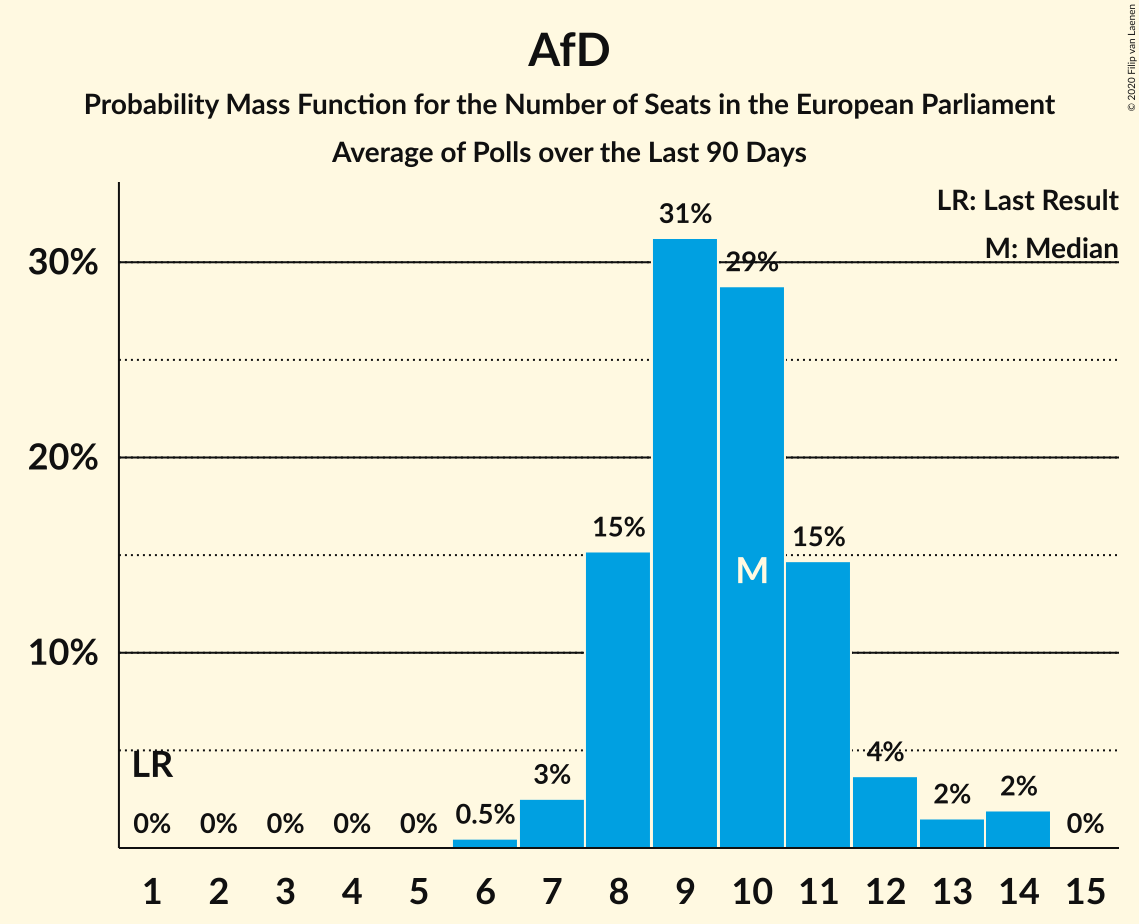 AfD
Probability Mass Function for the Number of Seats in the European Parliament
Average of Polls over the Last 90 Days
© 2020 Filip van Laenen
LR: Last Result
M: Median
30%
20%
10%
LR
0%
0%
0%
0%
0%
0.5%
3%
15%
31%
29%
M
15%
4%
2%
2%
0%
1 2 3 4 5 6 7 8 9 10 11 12 13 14 15